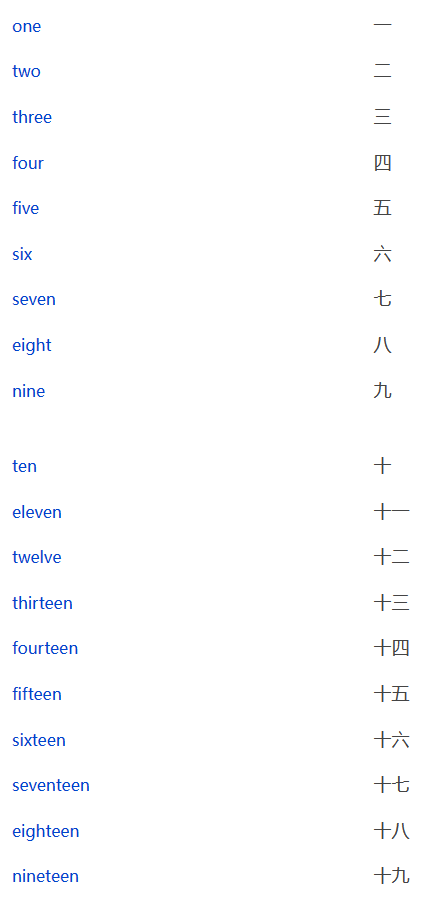 one 一
two 二
three 三
four 四
five 五
six 六
seven 七
eight 八
nine 九
ten 十
eleven 十一
twelve 十二
thirteen 十三
fourteen 十四
fifteen 十五
sixteen 十六
seventeen 十七
eighteen 十八
nineteen 十九